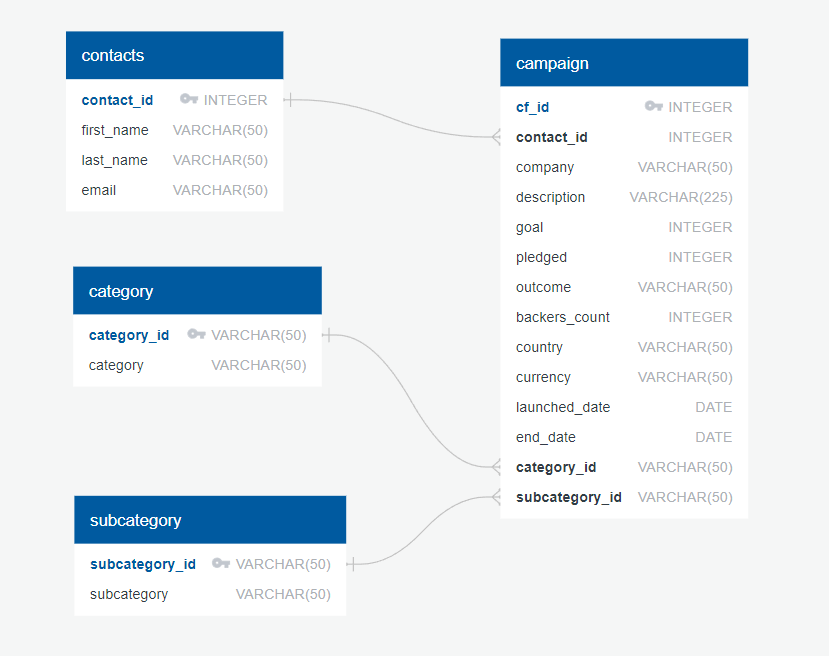 contacts
contact_id INTEGER
first_name VARCHAR(50)
last_name VARCHAR(50)
email VARCHAR(50)
category
category_id VARCHAR(50)
category VARCHAR(50)
subcategory
subcategory_id VARCHAR(50)
subcategory VARCHAR(50)
campaign
cf_id INTEGER
contact_id INTEGER
company VARCHAR(50)
description VARCHAR(225)
goal INTEGER
pledged INTEGER
outcome VARCHAR(50)
backers_count INTEGER
country VARCHAR(50)
currency VARCHAR(50)
launched_date DATE
end_date DATE
category_id VARCHAR(50)
subcategory_id VARCHAR(50)